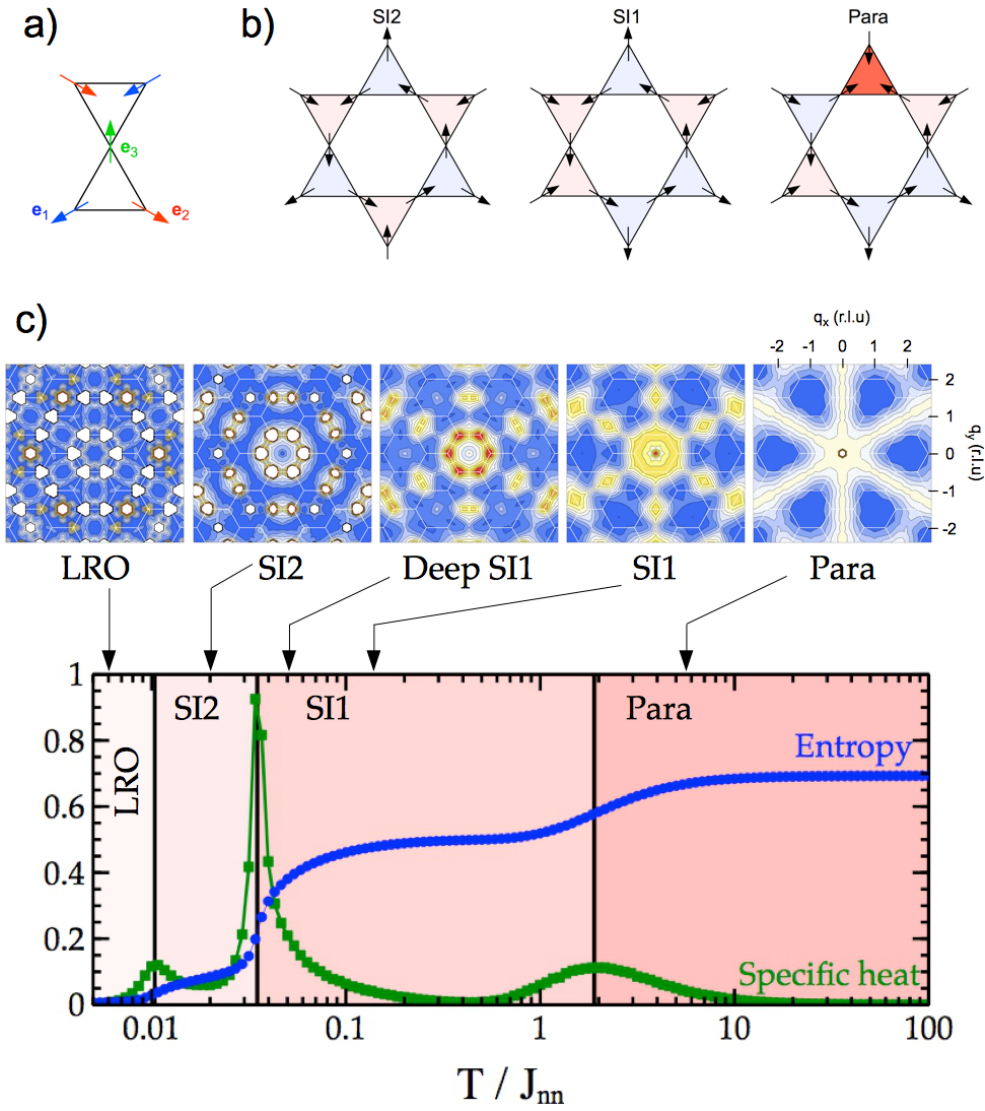 a)
b)
SI2
SI1
Para
e3
e1
e2
c)
qx (r.l.u)
-2 -1 0 1 2
2
1
0
-1
-2
qy (r.l.u)
LRO
SI2
Deep SI1
SI1
Para
1
0.8
0.6
0.4
0.2
0
LRO
SI2
SI1
Para
Entropy
Specific heat
0.01 0.1 1 10 100
T / Jnn